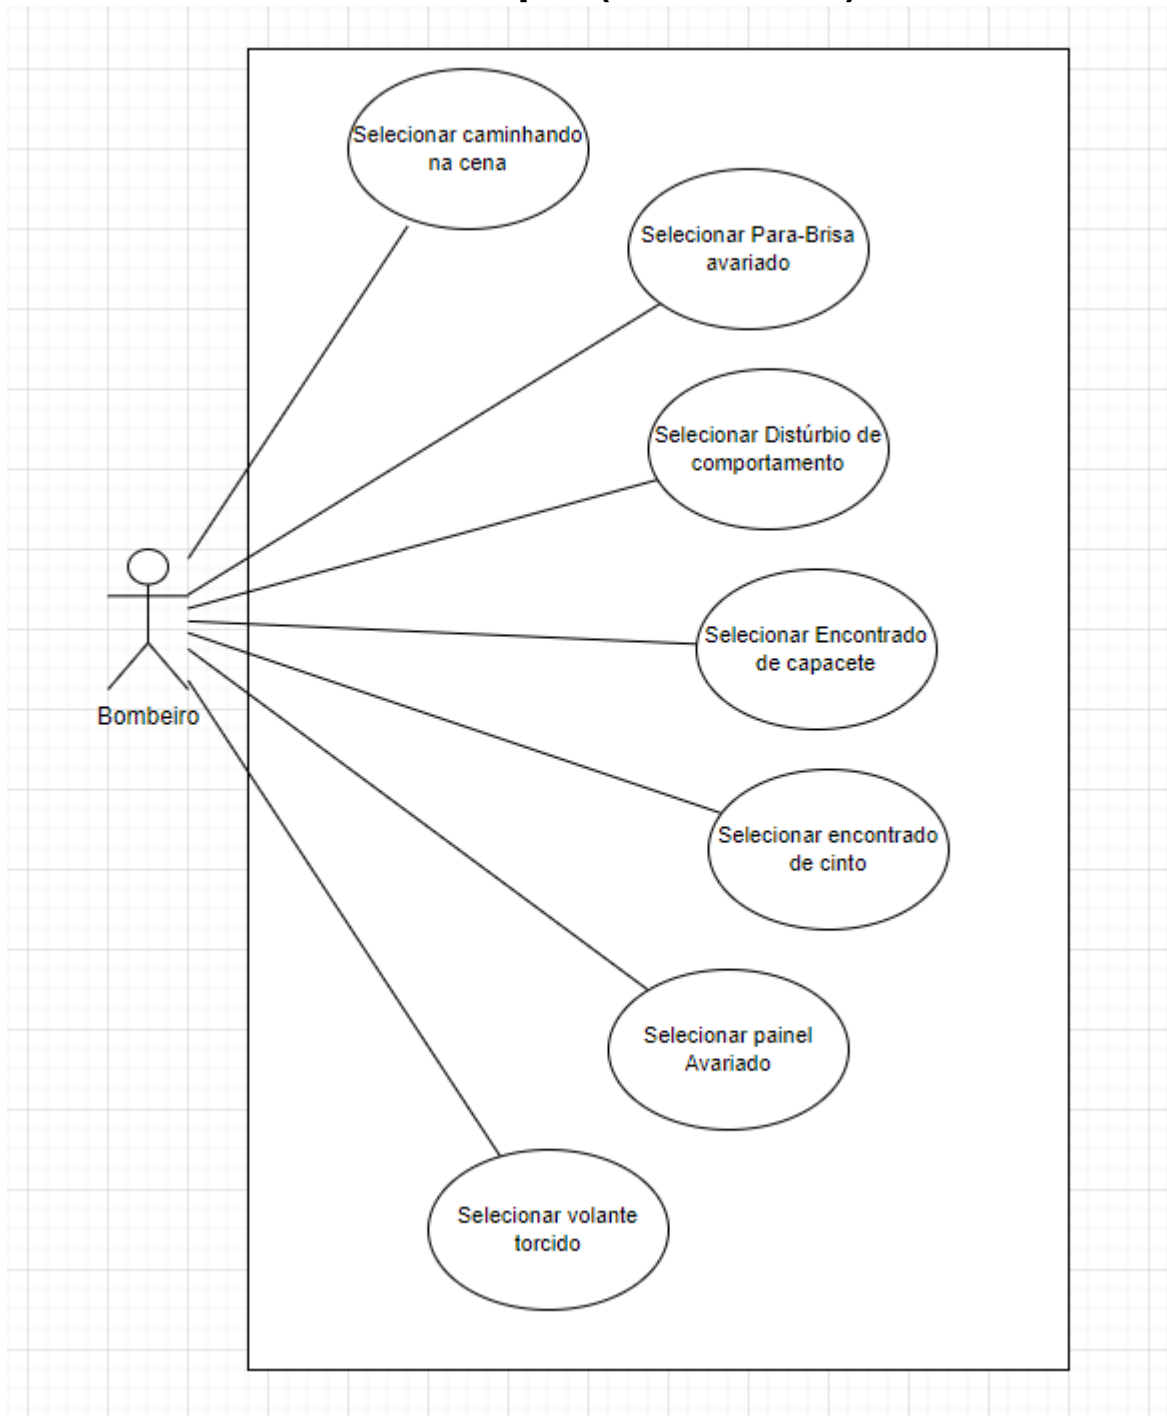 Selecionar caminhando
na cena
Selecionar Para-Brisa
avariado
Selecionar Distúrbio de
comportamento
Selecionar Encontrado
de capacete
Bombeiro
Selecionar encontrado
de cinto
Selecionar painel
Avariado
Selecionar volante
torcido